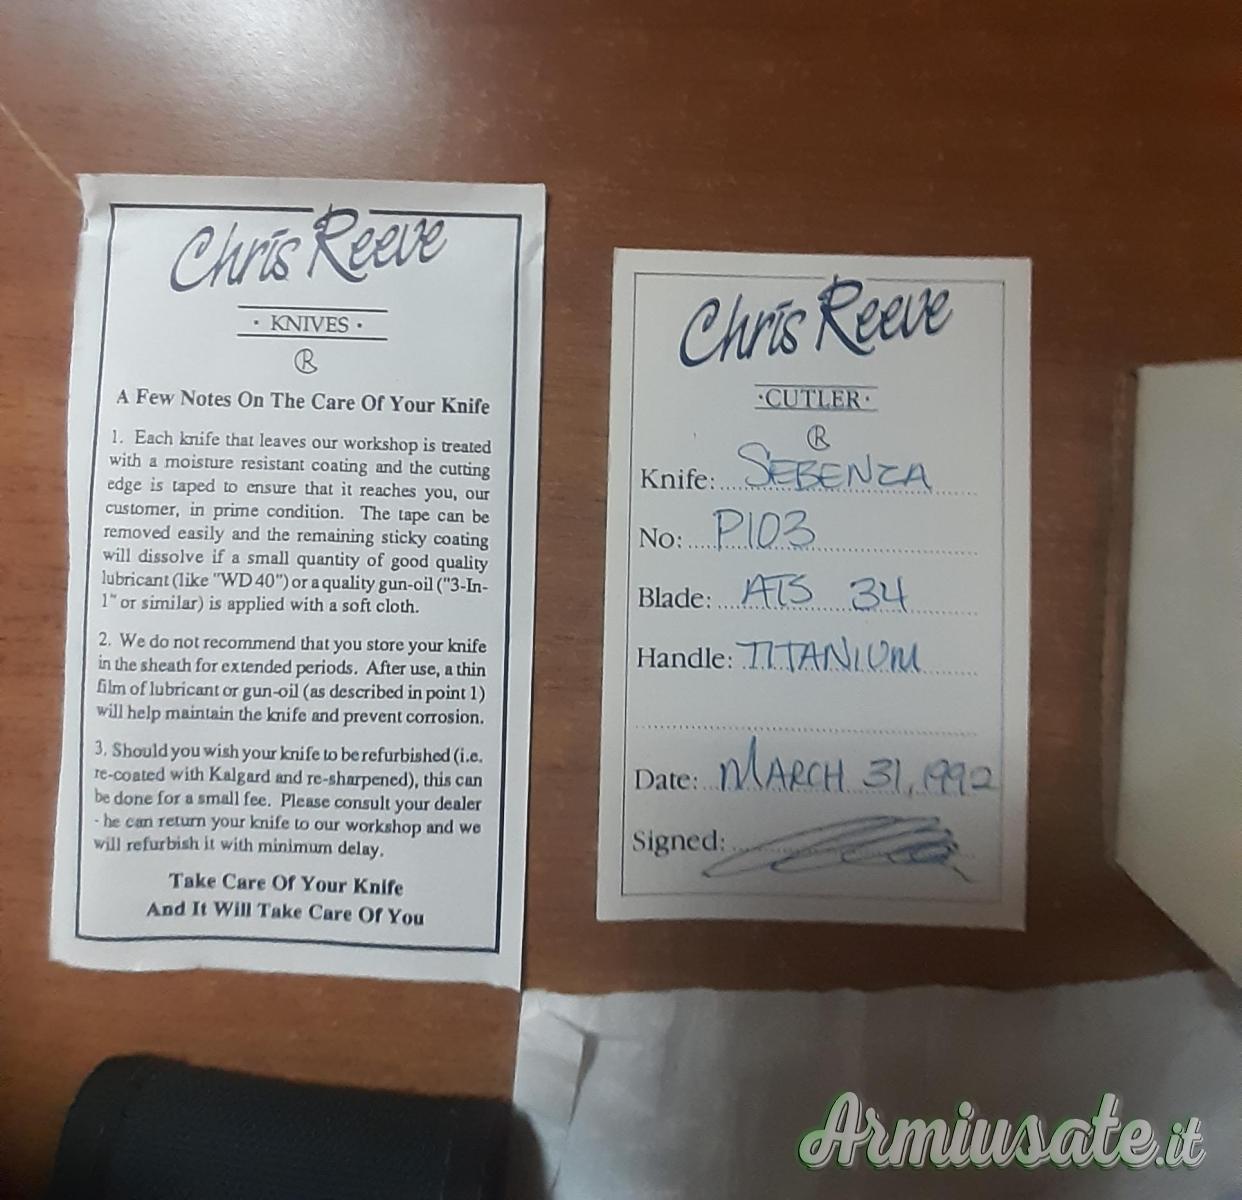 Chris Reeve
· KNIVES ·
R
A Few Notes On The Care Of Your Knife
1. Each knife that leaves our workshop is treated
with a moisture resistant coating and the cutting
edge is taped to ensure that it reaches you, our
customer, in prime condition. The tape can be
removed easily and the remaining sticky coating
will dissolve if a small quantity of good quality
lubricant (like "WD 40") or a quality gun-oil ("3-In-
1" or similar) is applied with a soft cloth.
2. We do not recommend that you store your knife
in the sheath for extended periods. After use, a thin
film of lubricant or gun-oil (as described in point 1)
will help maintain the knife and prevent corrosion.
3. Should you wish your knife to be refurbished (i.e.
re-coated with Kalgard and re-sharpened), this can
be done for a small fee. Please consult your dealer
- he can return your knife to our workshop and we
will refurbish it with minimum delay.
Take Care Of Your Knife
And It Will Take Care Of You
Chris Reeve
·CUTLER·
R
Knife: SEBENZA
No: P103
Blade: ATS 34
Handle: TITANIUM
Date: MARCH 31, 1992
Signed:
Armiusate.it